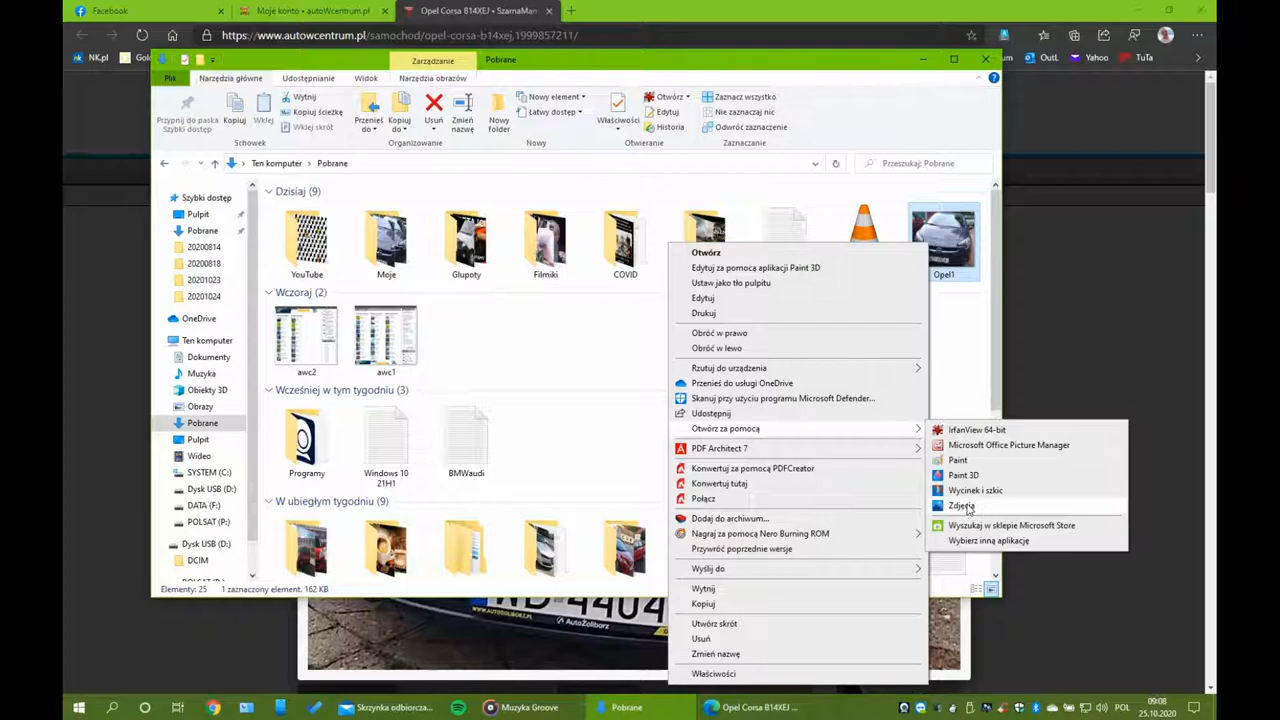 Facebook
Moje konto • autoWcentrum.pl
Opel Corsa B14XEJ • SzarnaMan
https://www.autowcentrum.pl/samochod/opel-corsa-b14xej,1999857211/
NK.pl
OutL.
Yahoo
TuTa
Zarządzanie
Pobrane
Plik
Narzędzia główne
Udostępnianie
Widok
Narzędzia obrazów
Przypnij do paska
Szybki dostęp
Kopiuj
Wklej
Wytnij
Kopiuj ścieżkę
Wklej skrót
Przenieś
do
Kopiuj
do
Usuń
Zmień
nazwę
Nowy
folder
Nowy element
Łatwy dostęp
Właściwości
Otwórz
Edytuj
Historia
Zaznacz wszystko
Nie zaznaczaj nic
Odwróć zaznaczenie
Schowek
Organizowanie
Nowy
Otwieranie
Zaznaczanie
Ten komputer
Pobrane
Przeszukaj: Pobrane
Szybki dostęp
Pulpit
Pobrane
20200814
20200818
20201023
20201024
OneDrive
Ten komputer
Dokumenty
Muzyka
Obiekty 3D
Obrazy
Pobrane
Pulpit
Wideo
SYSTEM (C:)
Dysk USB (D:)
DATA (F:)
POLSAT (P:)
Dysk USB (D:)
DCIM
Dzisiaj (9)
YouTube
Moje
Głupoty
Filmiki
COVID
Opel1
Wczoraj (2)
awc2
awc1
Wcześniej w tym tygodniu (3)
Programy
Windows 10
21H1
BMWaudi
W ubiegłym tygodniu (9)
Elementy: 25
1 zaznaczony element. 162 KB
Otwórz
Edytuj za pomocą aplikacji Paint 3D
Ustaw jako tło pulpitu
Edytuj
Drukuj
Obróć w prawo
Obróć w lewo
Rzutuj do urządzenia
Przenieś do usługi OneDrive
Skanuj przy użyciu programu Microsoft Defender...
Udostępnij
Otwórz za pomocą
PDF Architect 7
Konwertuj za pomocą PDFCreator
Konwertuj tutaj
Połącz
Dodaj do archiwum...
Nagraj za pomocą Nero Burning ROM
Przywróć poprzednie wersje
Wyślij do
Wytnij
Kopiuj
Utwórz skrót
Usuń
Zmień nazwę
Właściwości
IrfanView 64-bit
Microsoft Office Picture Manager
Paint
Paint 3D
Wycinek i szkic
Zdjęcia
Wyszukaj w sklepie Microsoft Store
Wybierz inną aplikację
www.autozoliborz.pl
AutoŻoliborz
Skrzynka odbiorcza...
Muzyka Groove
Pobrane
Opel Corsa B14XEJ ...
POL
09:08
25.10.2020